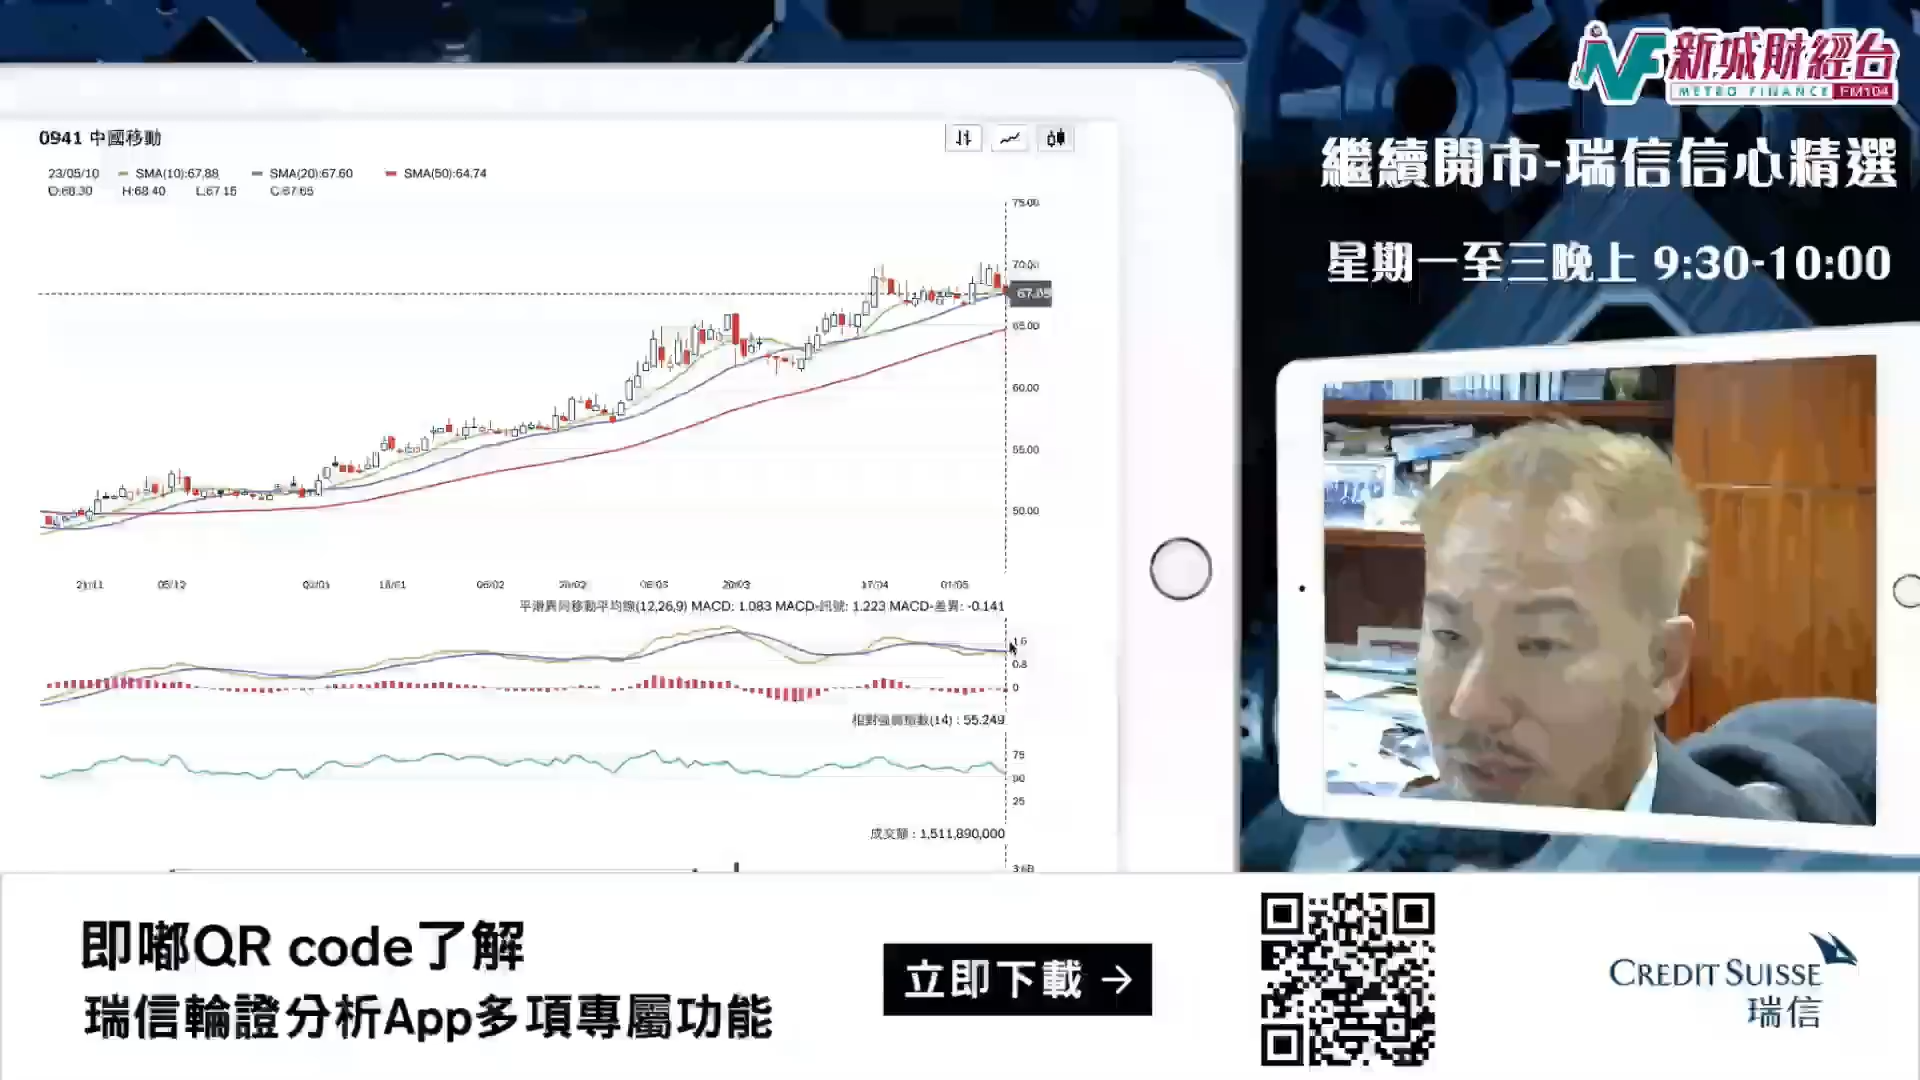 新城財經台
METRO FINANCE FM104
繼續開市-瑞信信心精選
星期一至三晚上 9:30-10:00
0941 中國移動
23/05/10 SMA(10):67.88 SMA(20):67.60 SMA(50):64.74
O:68.30 H:68.40 L:67.15 C:67.65
75.00
70.00
65.00
60.00
55.00
50.00
21/11 05/12 18/01 06/02 20/02 06/03 20/03 17/04 01/05
平滑異同移動平均線(12,26,9) MACD: 1.083 MACD-訊號: 1.223 MACD-差異: -0.141
1.6
0.8
0
相對強弱指數(14) : 55.249
75
50
25
成交額 : 1,511,890,000
即嘟QR code了解
瑞信輪證分析App多項專屬功能
立即下載 →
CREDIT SUISSE
瑞信